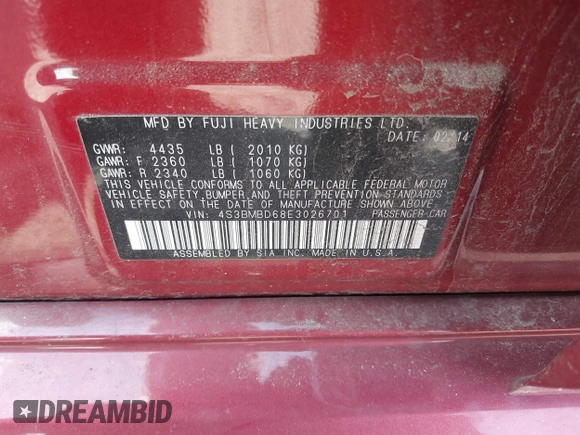 MFD BY FUJI HEAVY INDUSTRIES LTD.
DATE: 02/14
GVWR: 4435 LB ( 2010 KG)
GAWR: F 2360 LB ( 1070 KG)
GAWR: R 2340 LB ( 1060 KG)
THIS VEHICLE CONFORMS TO ALL APPLICABLE FEDERAL MOTOR
VEHICLE SAFETY, BUMPER, AND THEFT PREVENTION STANDARDS
IN EFFECT ON THE DATE OF MANUFACTURE SHOWN ABOVE.
VIN: 4S3BMBD68E3026701 PASSENGER CAR
ASSEMBLED BY SIA INC. MADE IN U.S.A.
DREAMBID